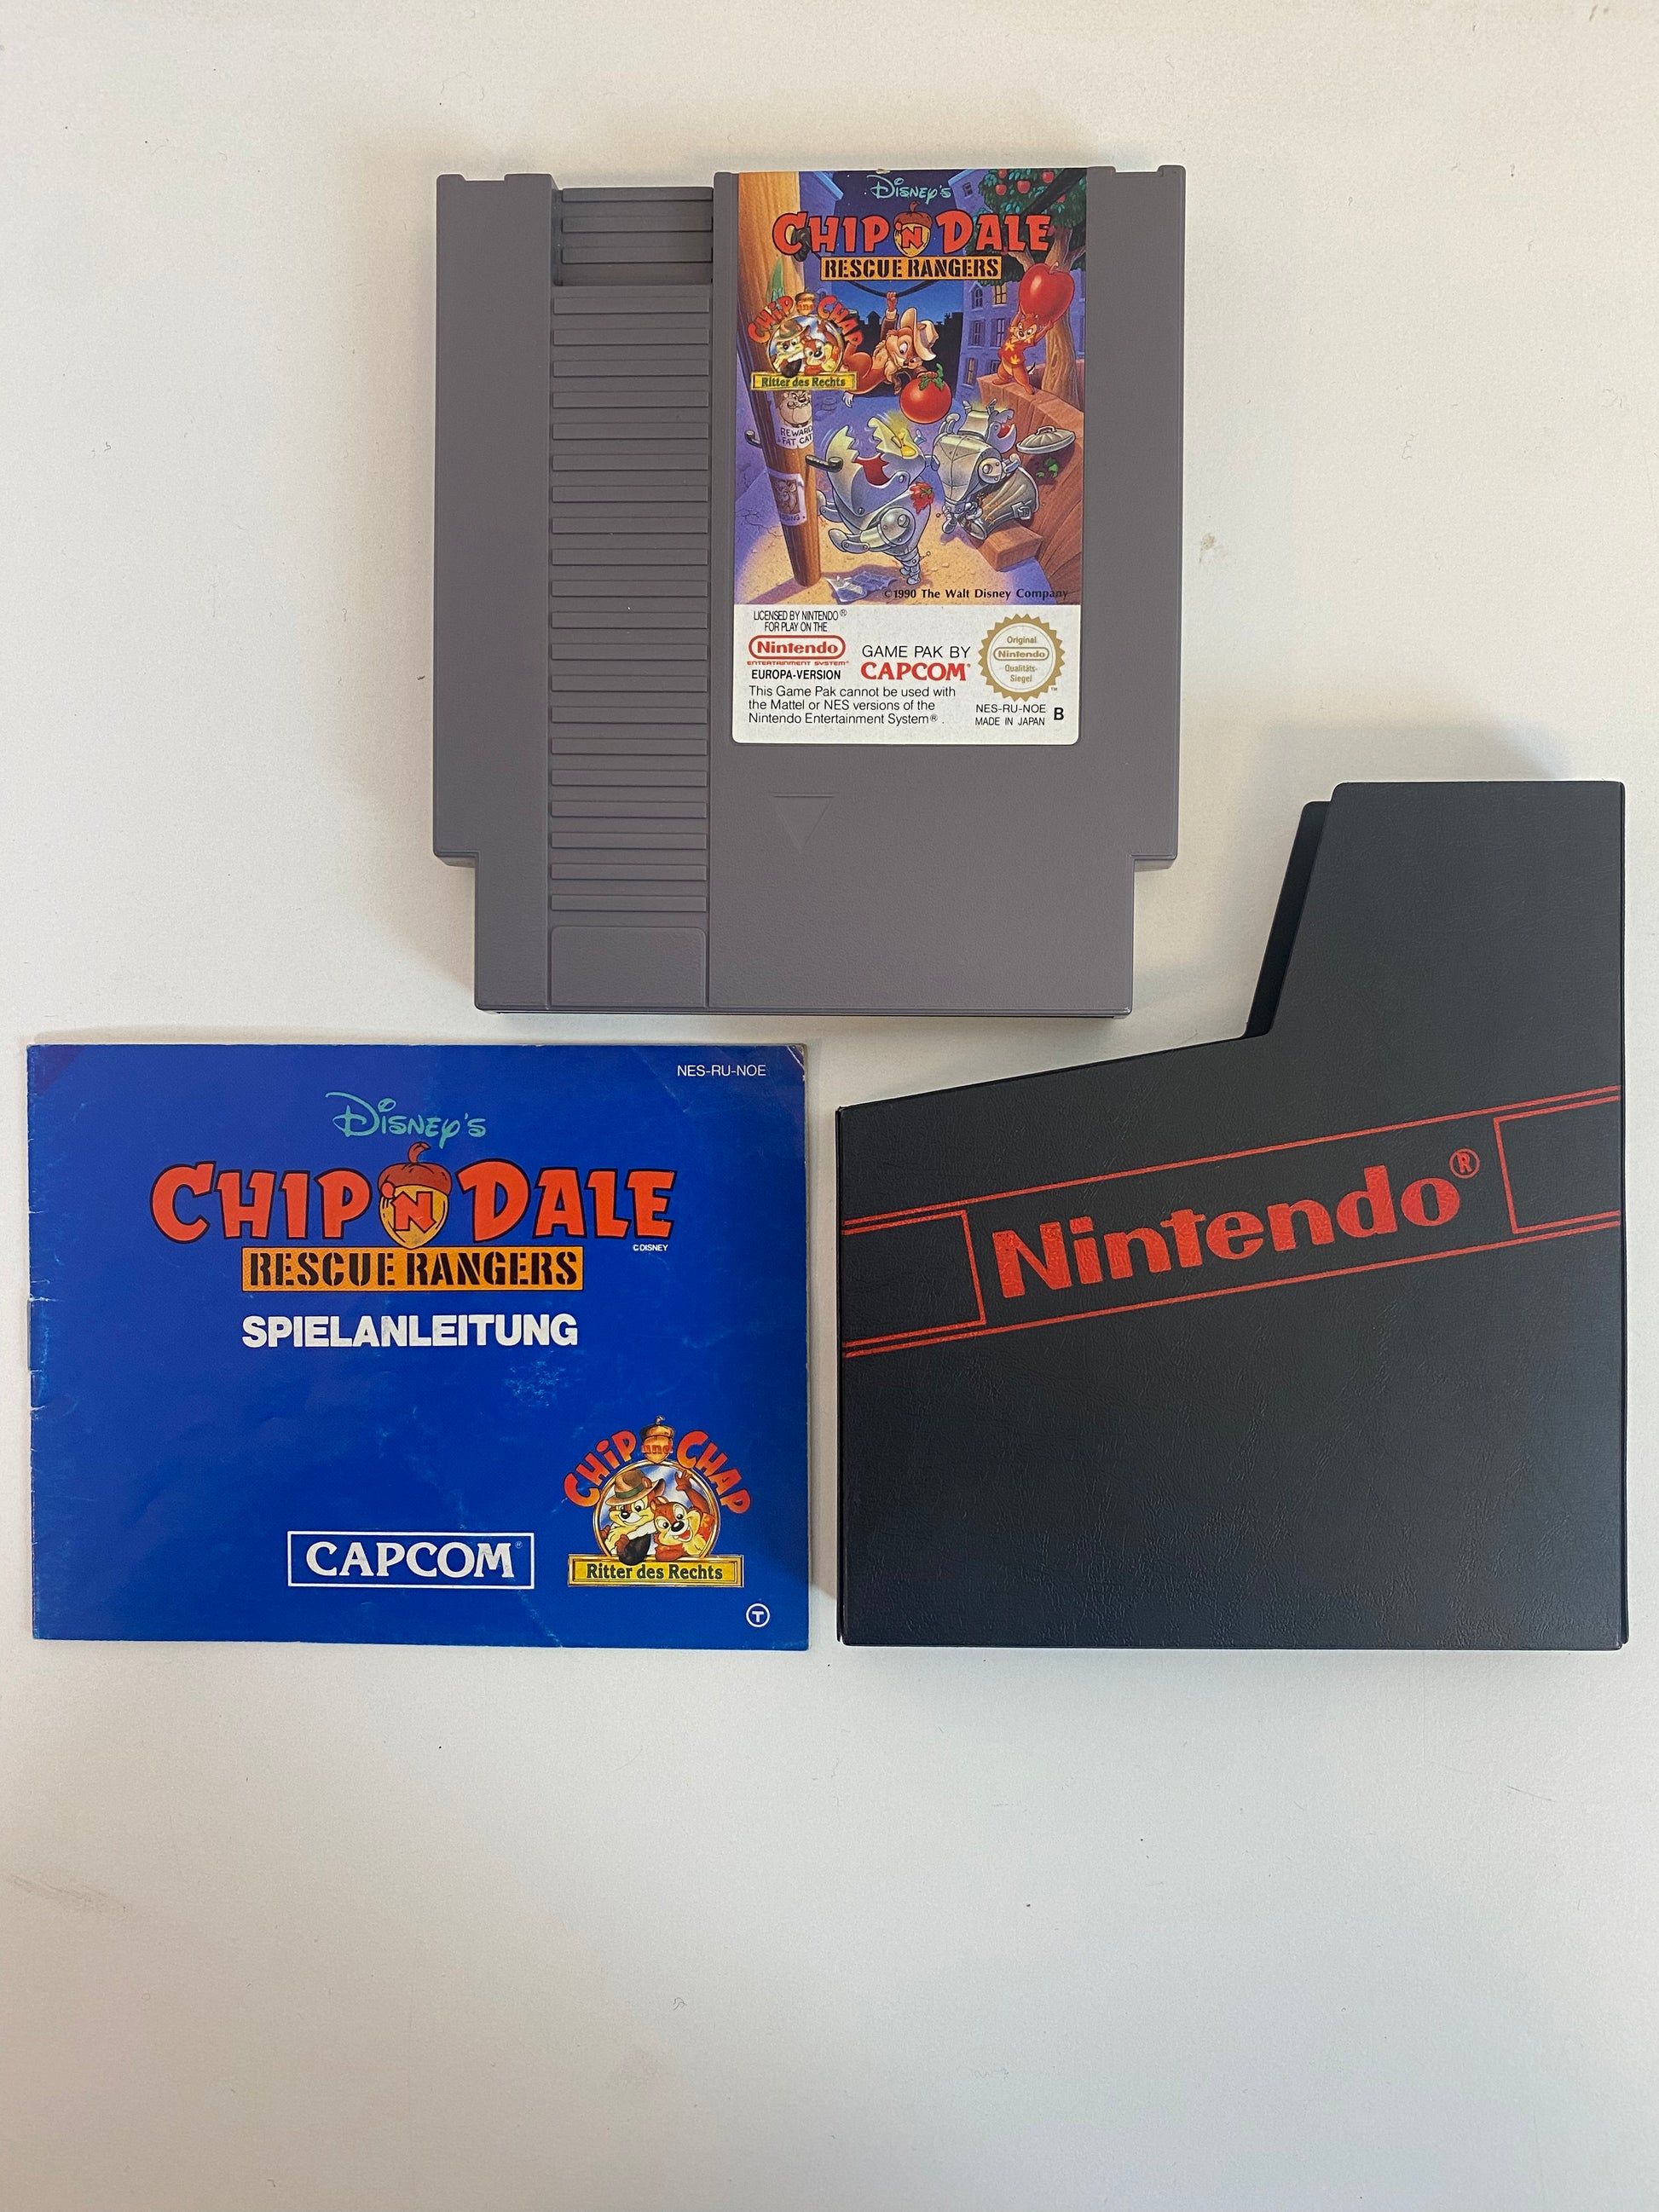 Disney's
CHIP 'N DALE
RESCUE RANGERS
CHIP and CHAP
Ritter des Rechts
REWARD
FAT CAT
©1990 The Walt Disney Company
LICENSED BY NINTENDO®
FOR PLAY ON THE
Nintendo
ENTERTAINMENT SYSTEM®
EUROPA-VERSION
GAME PAK BY
CAPCOM®
Original
Nintendo
Qualitäts-
Siegel
™
This Game Pak cannot be used with
the Mattel or NES versions of the
Nintendo Entertainment System®.
NES-RU-NOE
MADE IN JAPAN
B
NES-RU-NOE
Disney's
CHIP 'N DALE
©DISNEY
RESCUE RANGERS
SPIELANLEITUNG
CHIP and CHAP
Ritter des Rechts
CAPCOM®
T
Nintendo®